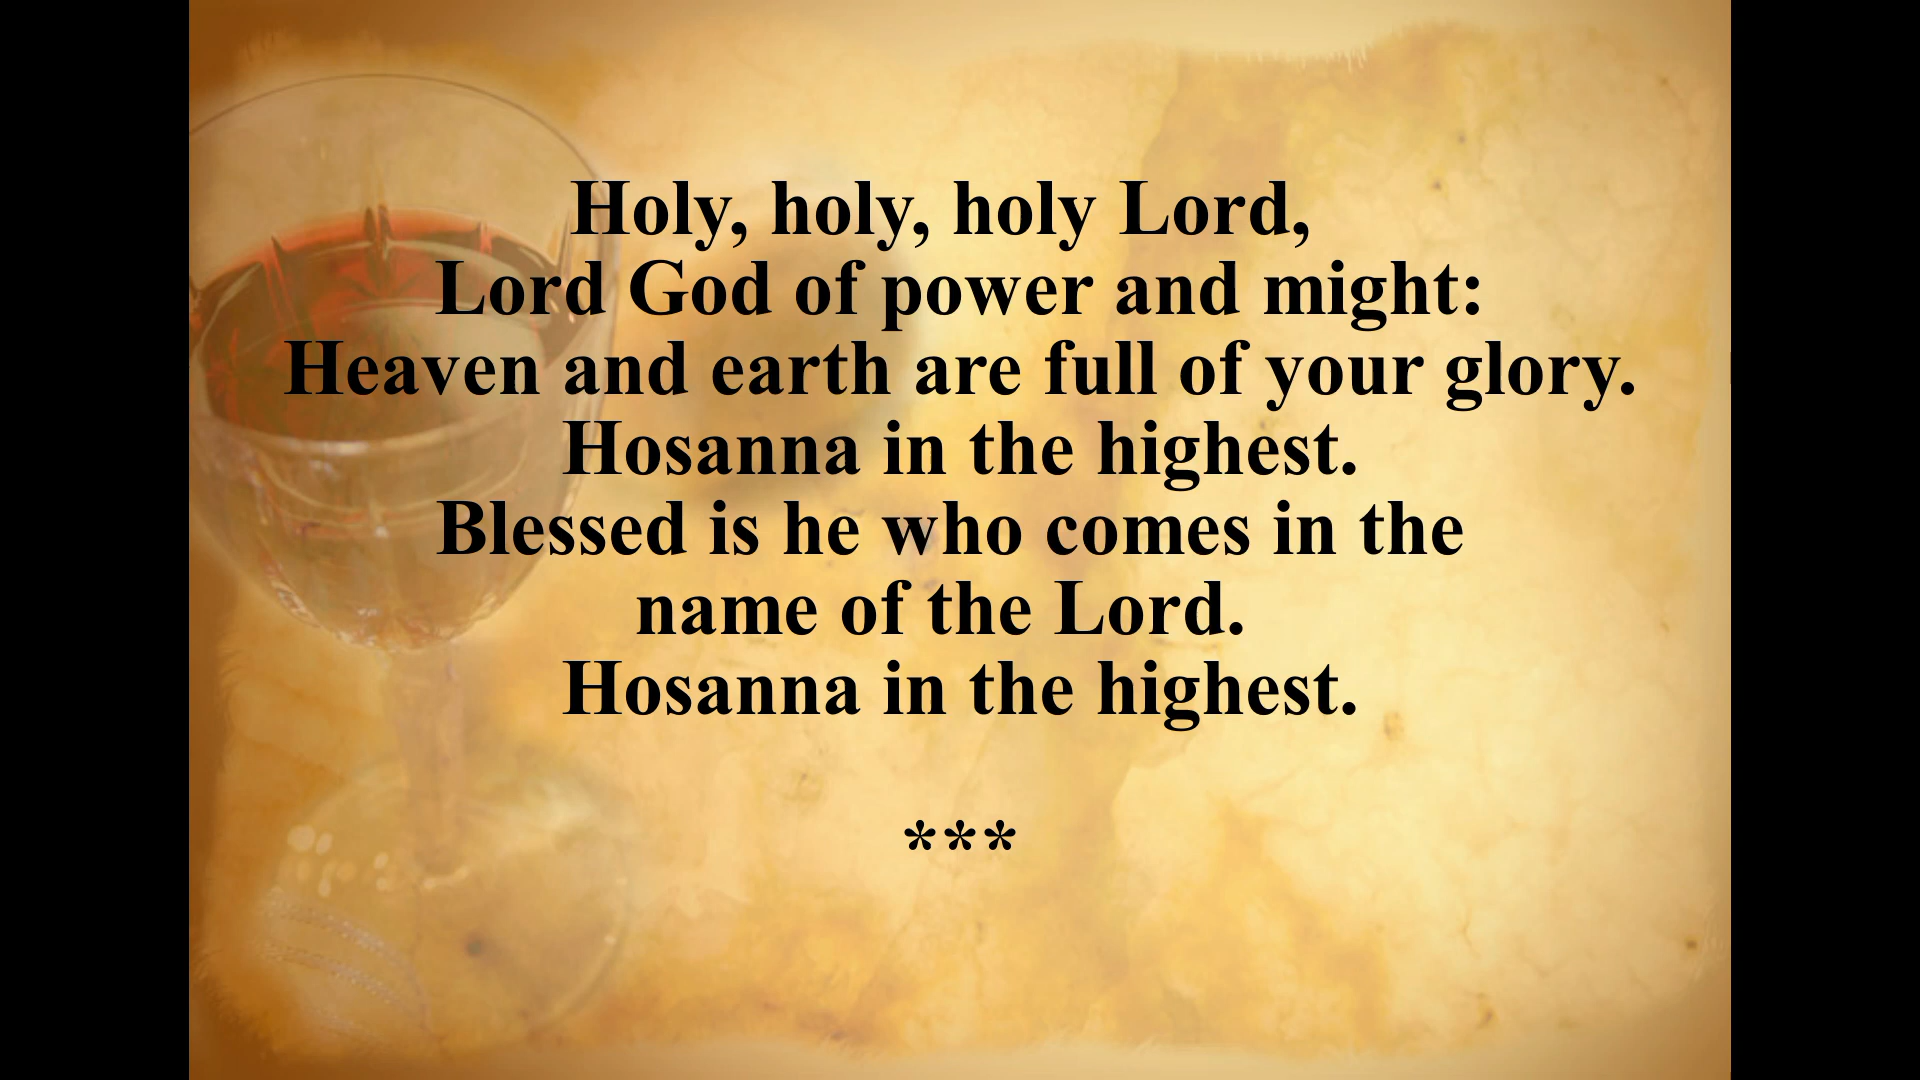 Holy, holy, holy Lord,
Lord God of power and might:
Heaven and earth are full of your glory.
Hosanna in the highest.
Blessed is he who comes in the
name of the Lord.
Hosanna in the highest.
***